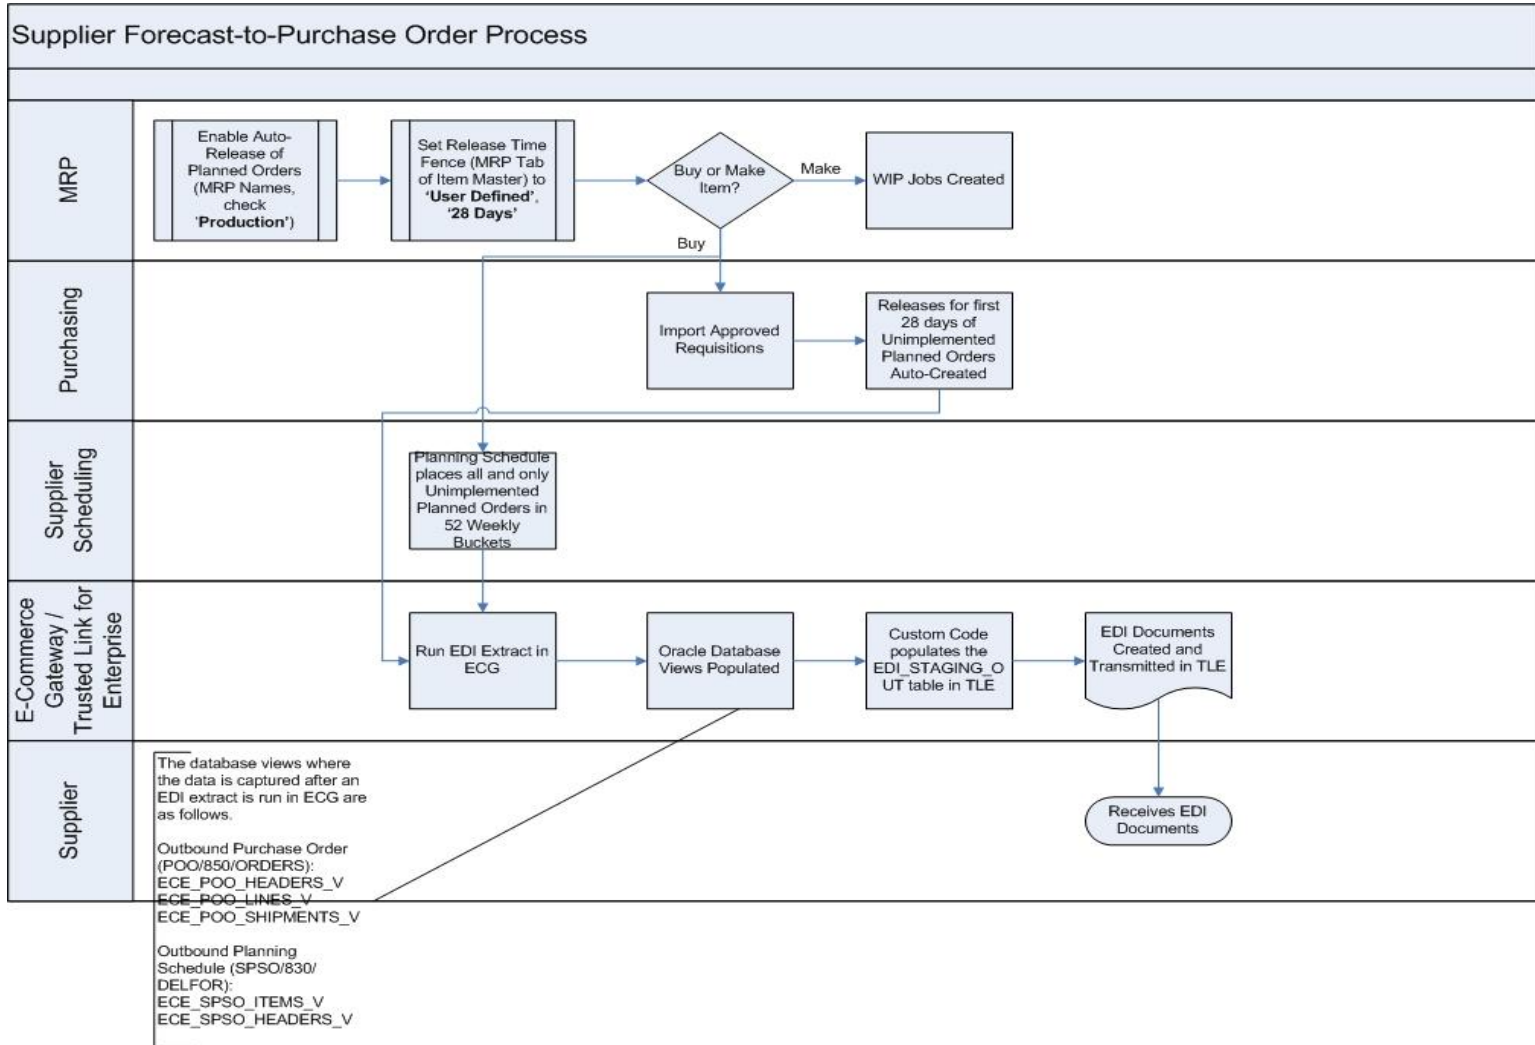 Supplier Forecast-to-Purchase Order Process
MRP
Enable Auto-
Release of
Planned Orders
(MRP Names,
check
'Production')
Set Release Time
Fence (MRP Tab
of Item Master) to
'User Defined',
'28 Days'
Buy or Make
Item?
Make
WIP Jobs Created
Buy
Purchasing
Import Approved
Requisitions
Releases for first
28 days of
Unimplemented
Planned Orders
Auto-Created
Supplier
Scheduling
Planning Schedule
places all and only
Unimplemented
Planned Orders in
52 Weekly
Buckets
E-Commerce
Gateway /
Trusted Link for
Enterprise
Run EDI Extract in
ECG
Oracle Database
Views Populated
Custom Code
populates the
EDI_STAGING_O
UT table in TLE
EDI Documents
Created and
Transmitted in TLE
Supplier
The database views where
the data is captured after an
EDI extract is run in ECG are
as follows.
Outbound Purchase Order
(POO/850/ORDERS):
ECE_POO_HEADERS_V
ECE_POO_LINES_V
ECE_POO_SHIPMENTS_V
Outbound Planning
Schedule (SPSO/830/
DELFOR):
ECE_SPSO_ITEMS_V
ECE_SPSO_HEADERS_V
Receives EDI
Documents